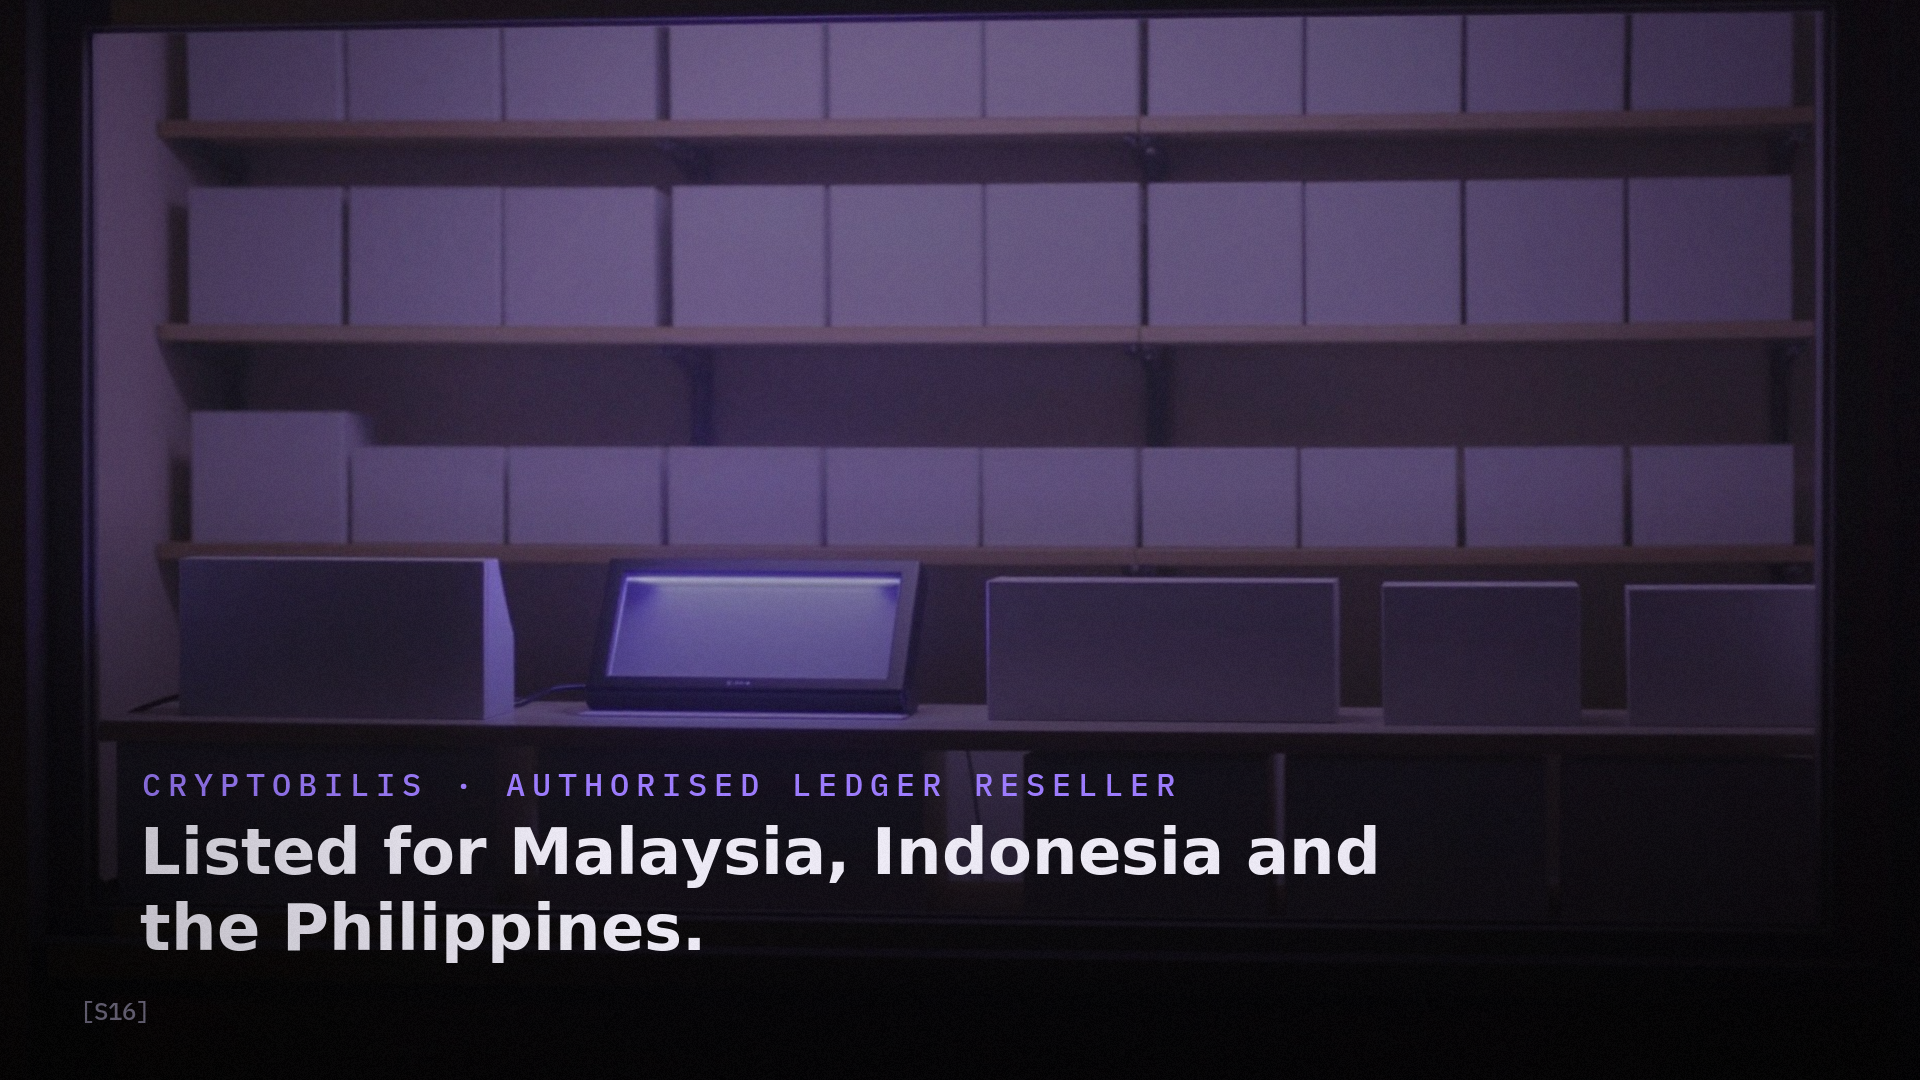 CRYPTOBILIS · AUTHORISED LEDGER RESELLER
Listed for Malaysia, Indonesia and
the Philippines.
[S16]